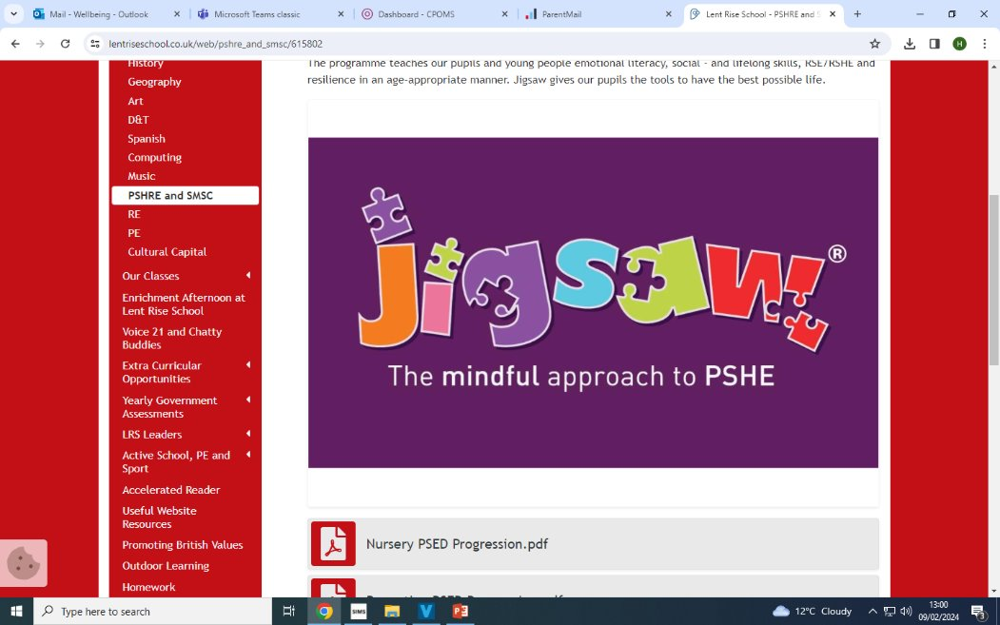 Mail - Wellbeing - Outlook
Microsoft Teams classic
Dashboard - CPOMS
ParentMail
Lent Rise School - PSHRE and S
lentriseschool.co.uk/web/pshre_and_smsc/615802
H
History
Geography
Art
D&T
Spanish
Computing
Music
PSHRE and SMSC
RE
PE
Cultural Capital
Our Classes
Enrichment Afternoon at
Lent Rise School
Voice 21 and Chatty
Buddies
Extra Curricular
Opportunities
Yearly Government
Assessments
LRS Leaders
Active School, PE and
Sport
Accelerated Reader
Useful Website
Resources
Promoting British Values
Outdoor Learning
Homework
The programme teaches our pupils and young people emotional literacy, social - and lifelong skills, RSE/RSHE and
resilience in an age-appropriate manner. Jigsaw gives our pupils the tools to have the best possible life.
Jigsaw ®
The mindful approach to PSHE
Nursery PSED Progression.pdf
Type here to search
SIMS
V
P
12°C Cloudy
13:00
09/02/2024
3